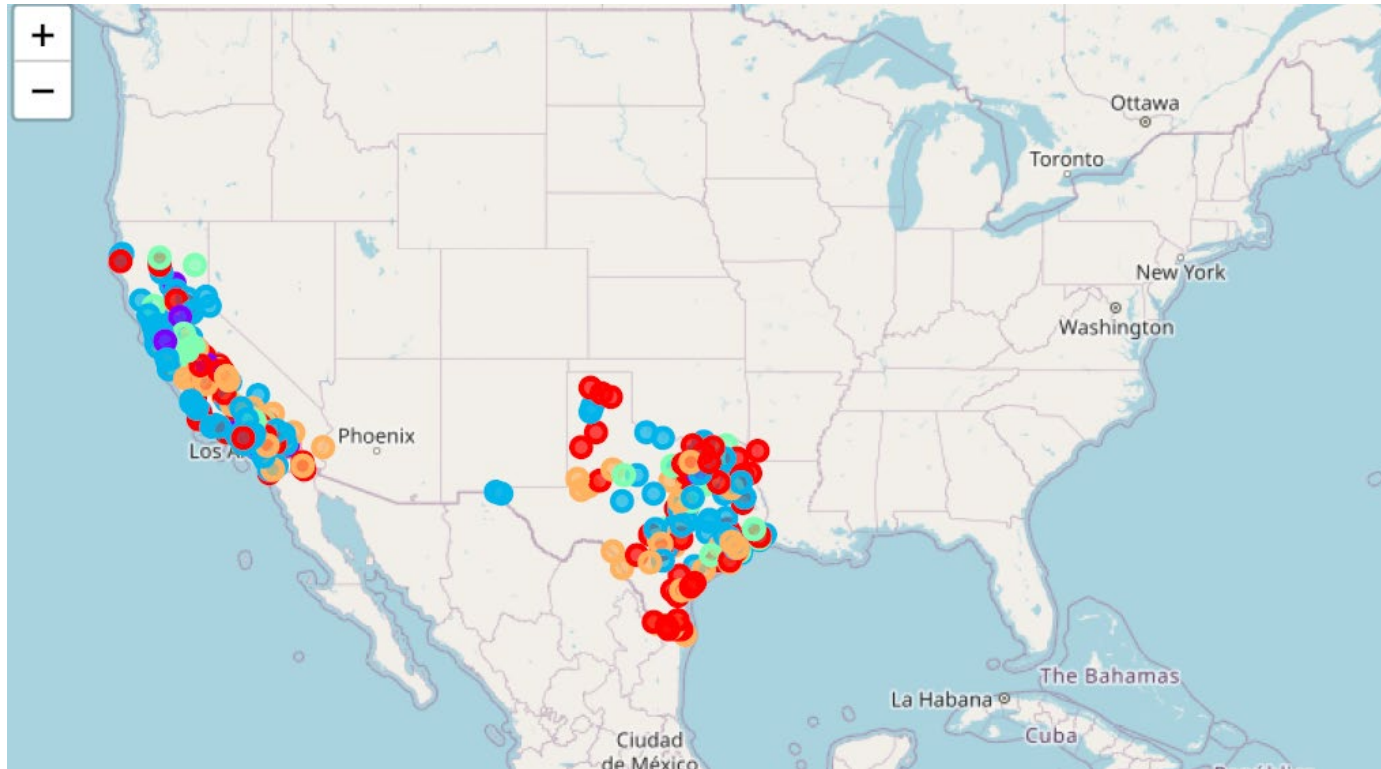 +
−
Ottawa
Toronto
New York
Washington
Phoenix
Los A
The Bahamas
La Habana
Cuba
Ciudad
de México